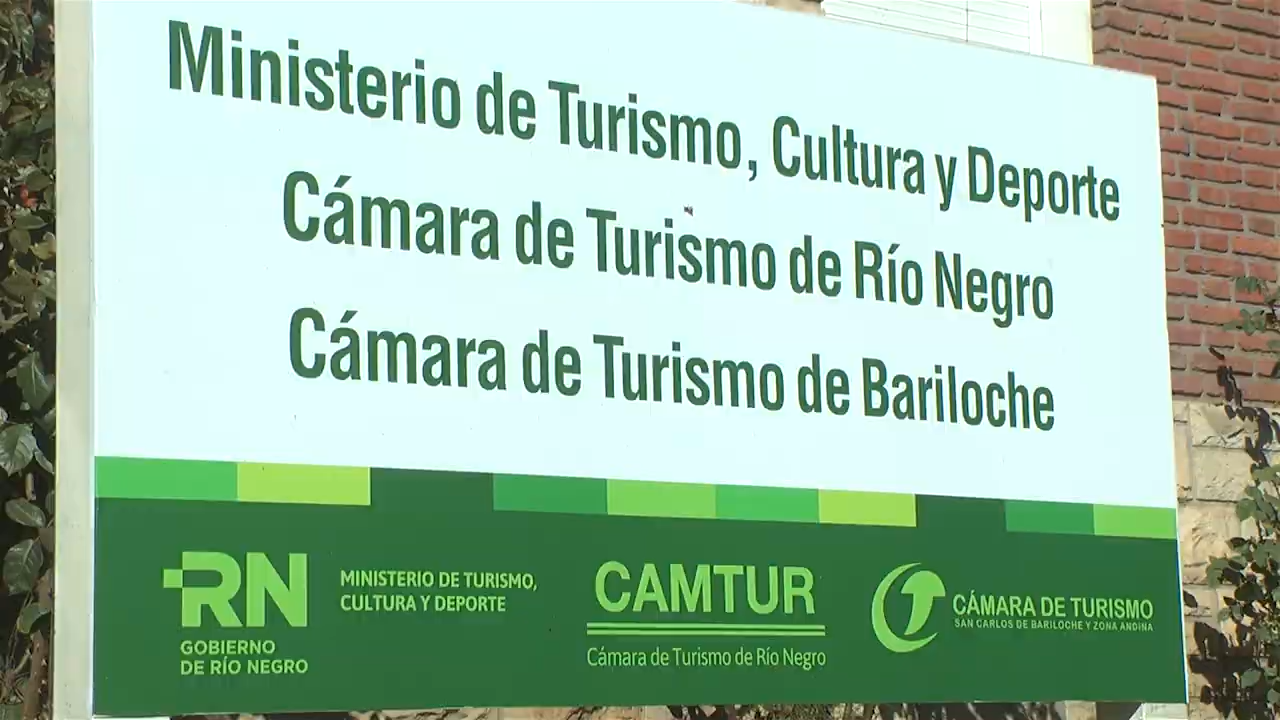 Ministerio de Turismo, Cultura y Deporte
Cámara de Turismo de Río Negro
Cámara de Turismo de Bariloche
RN
GOBIERNO
DE RÍO NEGRO
MINISTERIO DE TURISMO,
CULTURA Y DEPORTE
CAMTUR
Cámara de Turismo de Río Negro
CÁMARA DE TURISMO
SAN CARLOS DE BARILOCHE Y ZONA ANDINA